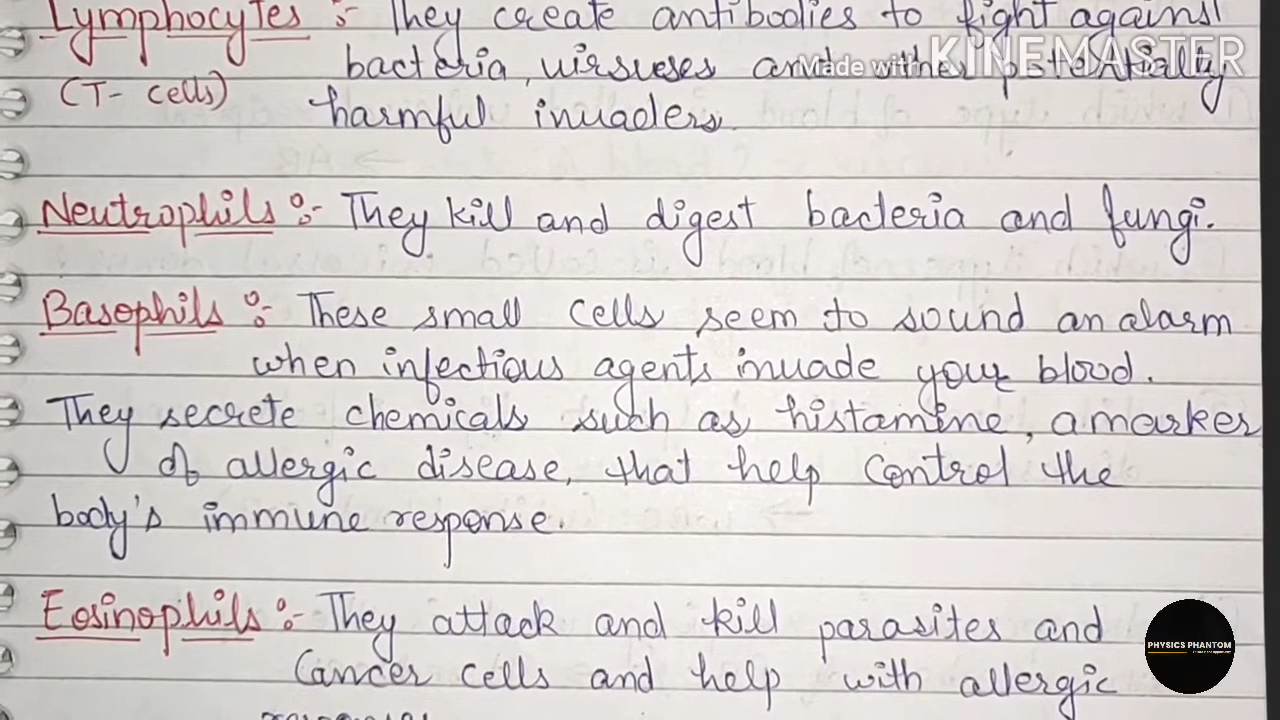 Lymphocytes :- They create antibodies to fight against
bacteria, virsuses and other potentially
(T- cells)
harmful invaders.
Made with KINEMASTER
Neutrophils :- They kill and digest bacteria and fungi.
Basophils :- These small cells seem to sound an alarm
when infectious agents invade your blood.
They secrete chemicals such as histamine, a marker
of allergic disease, that help control the
body's immune response.
Eosinophils :- They attack and kill parasites and
Cancer cells and help with allergic
PHYSICS PHANTOM